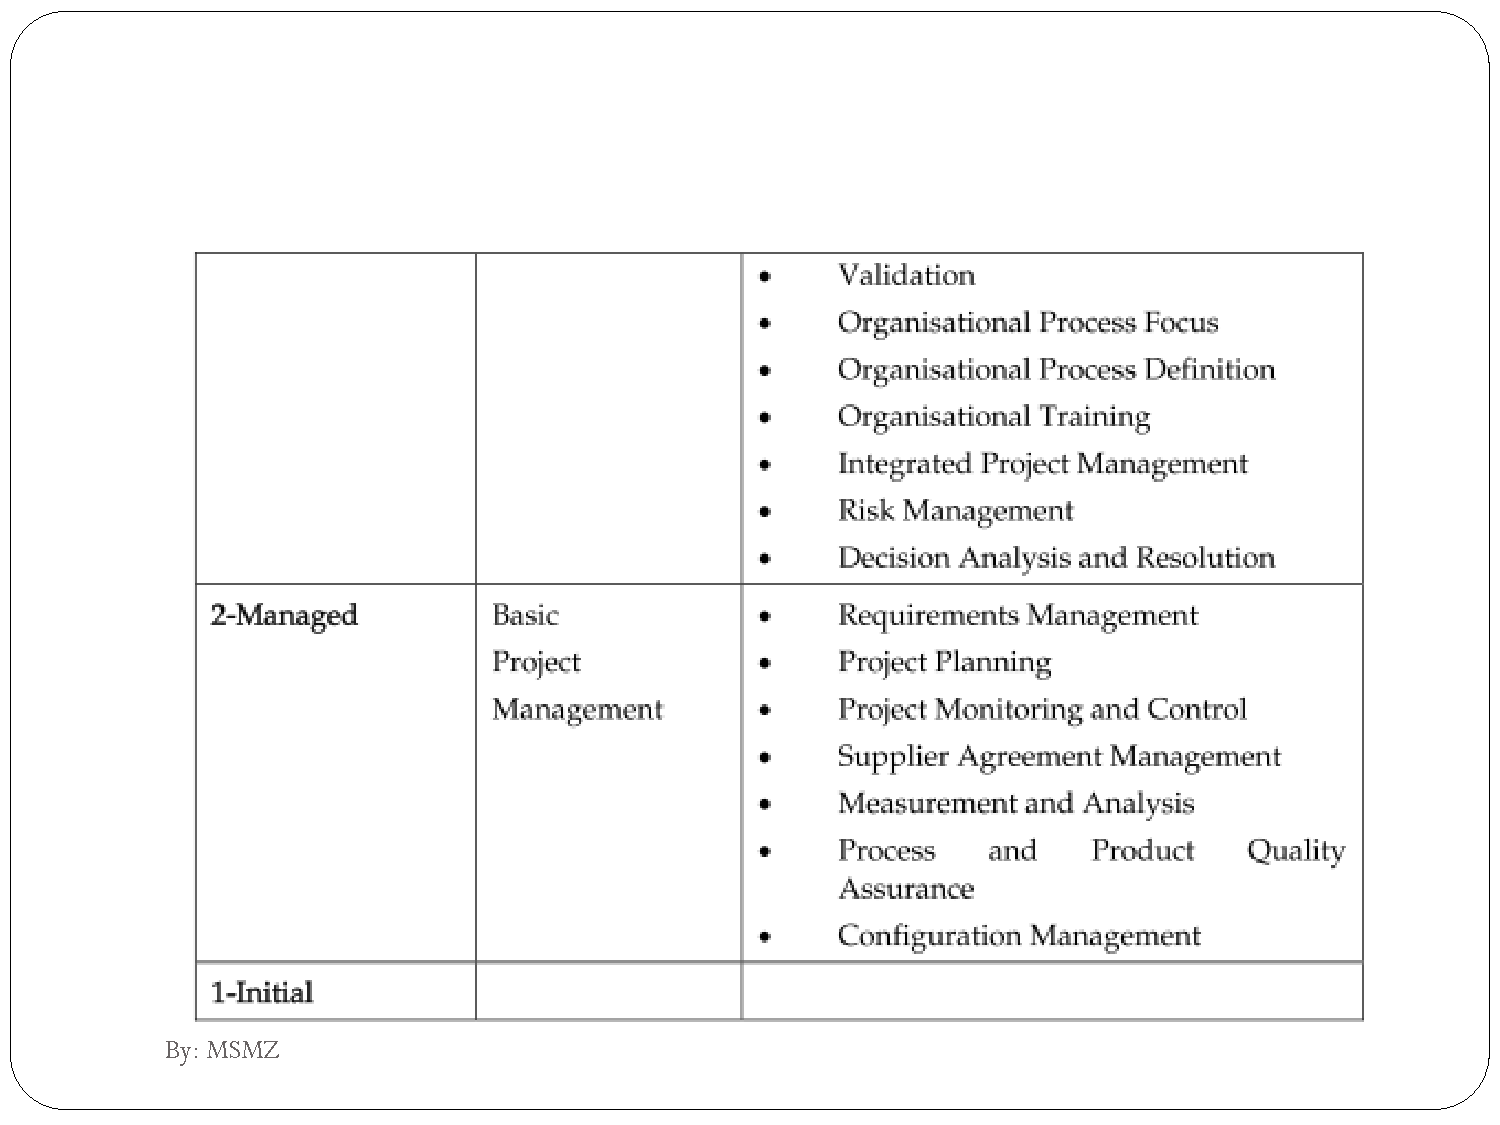 • Validation
• Organisational Process Focus
• Organisational Process Definition
• Organisational Training
• Integrated Project Management
• Risk Management
• Decision Analysis and Resolution
2-Managed
Basic
Project
Management
• Requirements Management
• Project Planning
• Project Monitoring and Control
• Supplier Agreement Management
• Measurement and Analysis
• Process and Product Quality
Assurance
• Configuration Management
1-Initial
By: MSMZ